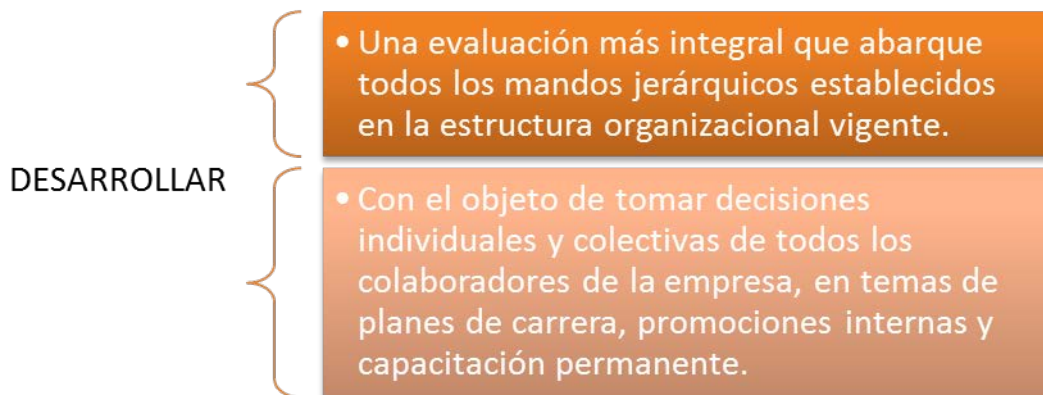 • Una evaluación más integral que abarque
todos los mandos jerárquicos establecidos
en la estructura organizacional vigente.
DESARROLLAR
• Con el objeto de tomar decisiones
individuales y colectivas de todos los
colaboradores de la empresa, en temas de
planes de carrera, promociones internas y
capacitación permanente.